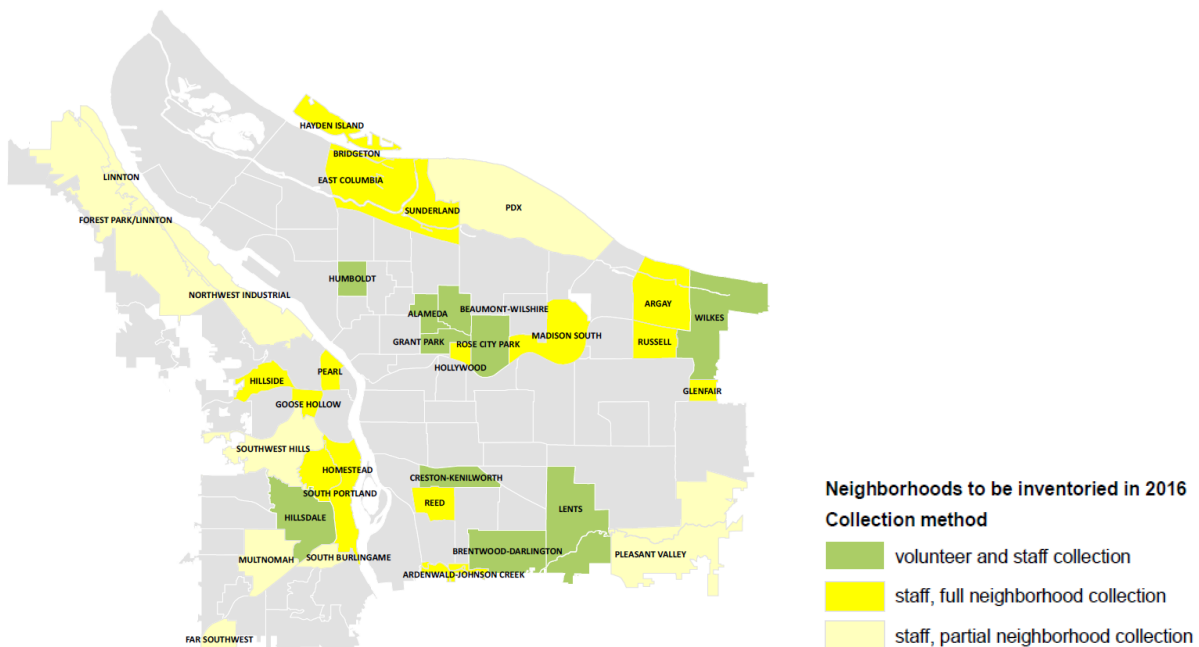 HAYDEN ISLAND
BRIDGETON
EAST COLUMBIA
LINNTON
SUNDERLAND
PDX
FOREST PARK/LINNTON
HUMBOLDT
NORTHWEST INDUSTRIAL
ARGAY
BEAUMONT-WILSHIRE
ALAMEDA
WILKES
MADISON SOUTH
GRANT PARK
ROSE CITY PARK
RUSSELL
HOLLYWOOD
PEARL
HILLSIDE
GLENFAIR
GOOSE HOLLOW
SOUTHWEST HILLS
HOMESTEAD
CRESTON-KENILWORTH
SOUTH PORTLAND
REED
LENTS
HILLSDALE
BRENTWOOD-DARLINGTON
PLEASANT VALLEY
SOUTH BURLINGAME
MULTNOMAH
ARDENWALD-JOHNSON CREEK
FAR SOUTHWEST
Neighborhoods to be inventoried in 2016
Collection method
volunteer and staff collection
staff, full neighborhood collection
staff, partial neighborhood collection